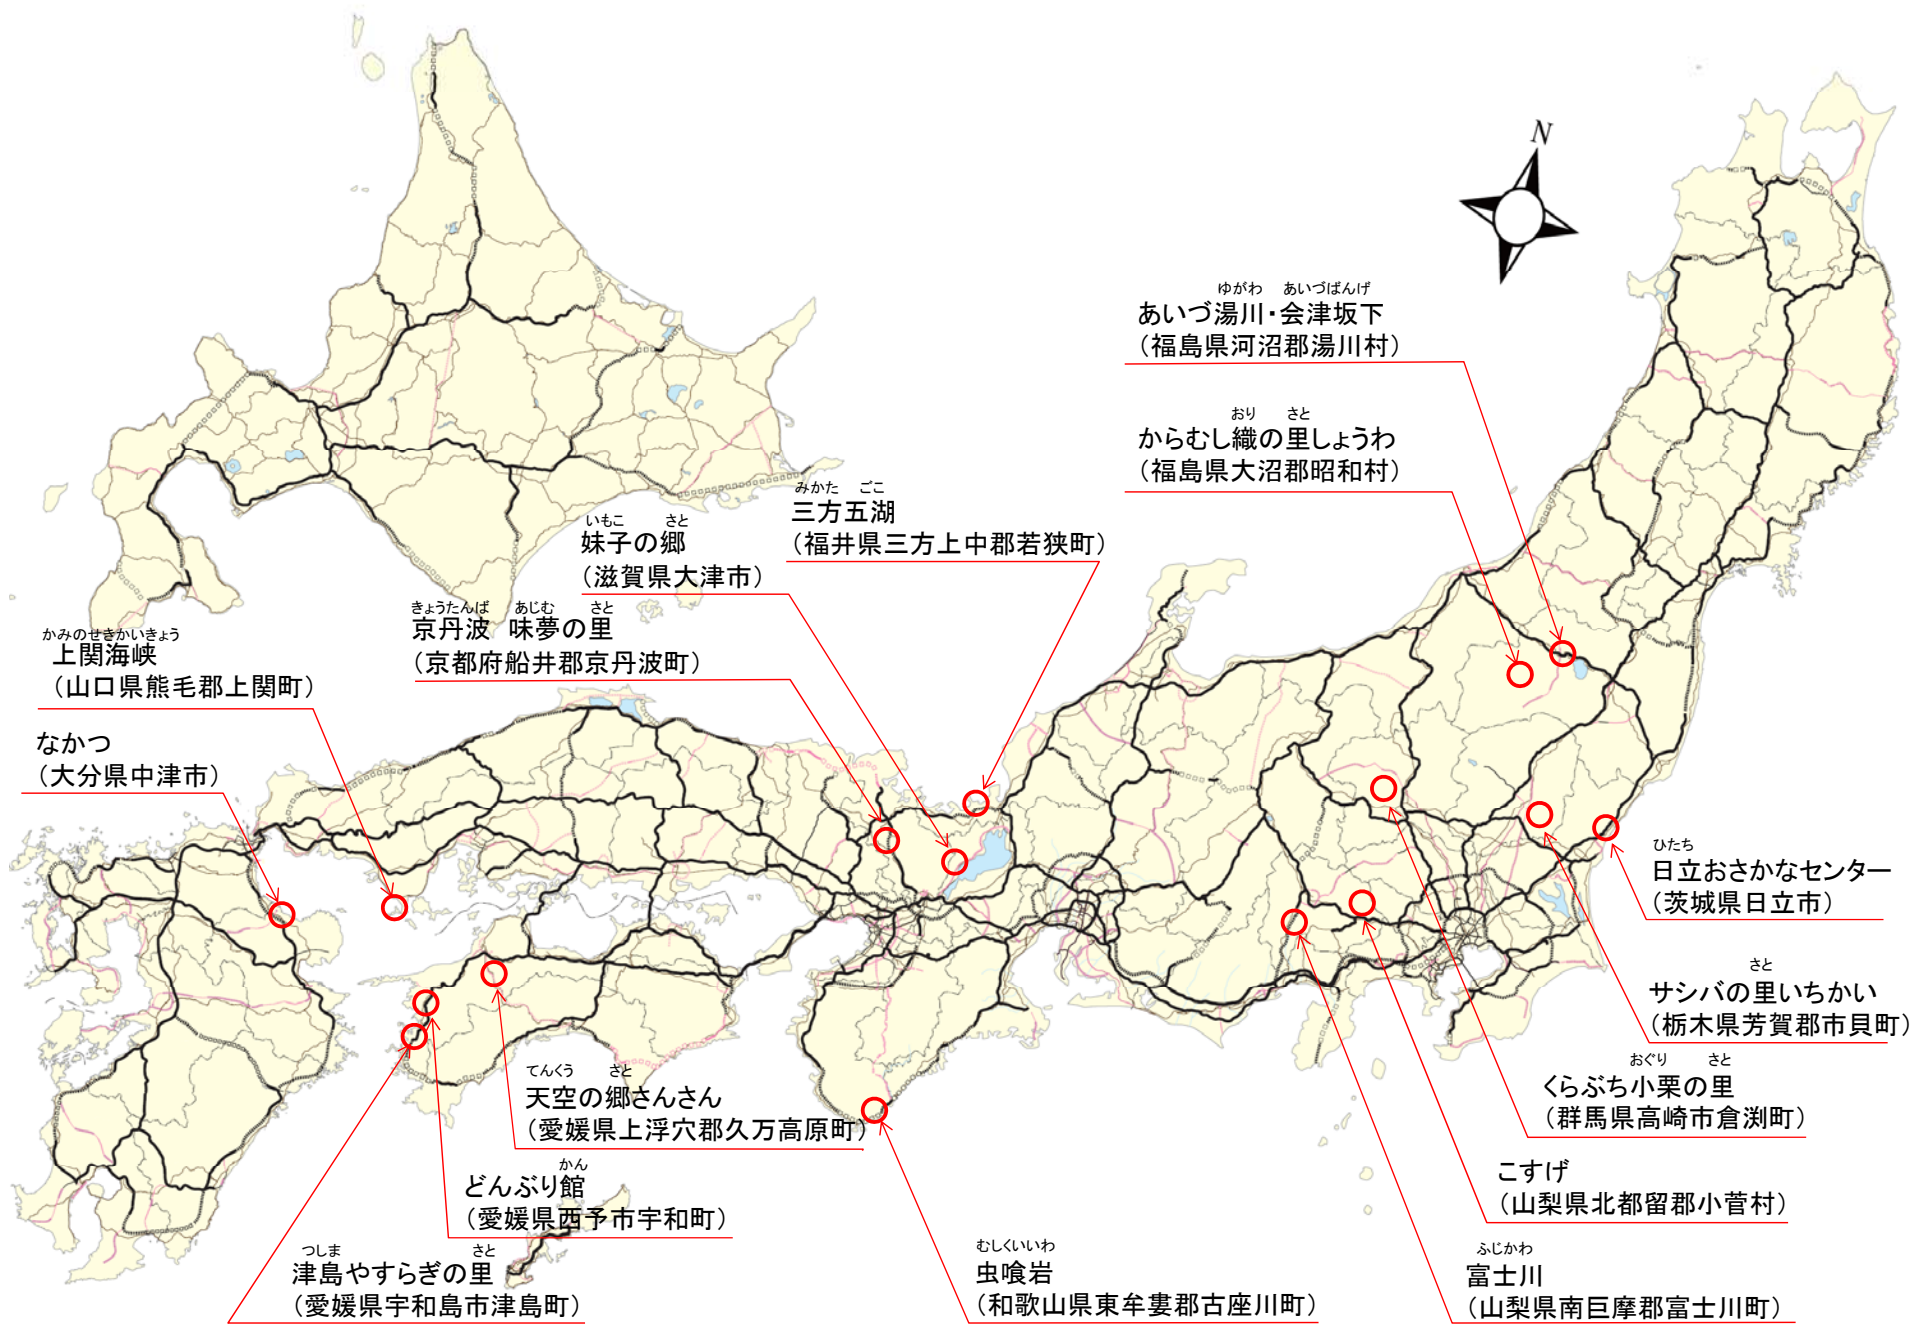 N
ゆがわ　あいづばんげ
あいづ湯川・会津坂下
（福島県河沼郡湯川村）
おり　さと
からむし織の里しょうわ
（福島県大沼郡昭和村）
みかた　ごこ
三方五湖
（福井県三方上中郡若狭町）
いもこ　さと
妹子の郷
（滋賀県大津市）
きょうたんば　あじむ　さと
京丹波　味夢の里
（京都府船井郡京丹波町）
かみのせきかいきょう
上関海峡
（山口県熊毛郡上関町）
なかつ
（大分県中津市）
ひたち
日立おさかなセンター
（茨城県日立市）
さと
サシバの里いちかい
（栃木県芳賀郡市貝町）
おぐり　さと
くらぶち小栗の里
（群馬県高崎市倉渕町）
こすげ
（山梨県北都留郡小菅村）
ふじかわ
富士川
（山梨県南巨摩郡富士川町）
むしくいいわ
虫喰岩
（和歌山県東牟婁郡古座川町）
てんくう　さと
天空の郷さんさん
（愛媛県上浮穴郡久万高原町）
かん
どんぶり館
（愛媛県西予市宇和町）
つしま　さと
津島やすらぎの里
（愛媛県宇和島市津島町）